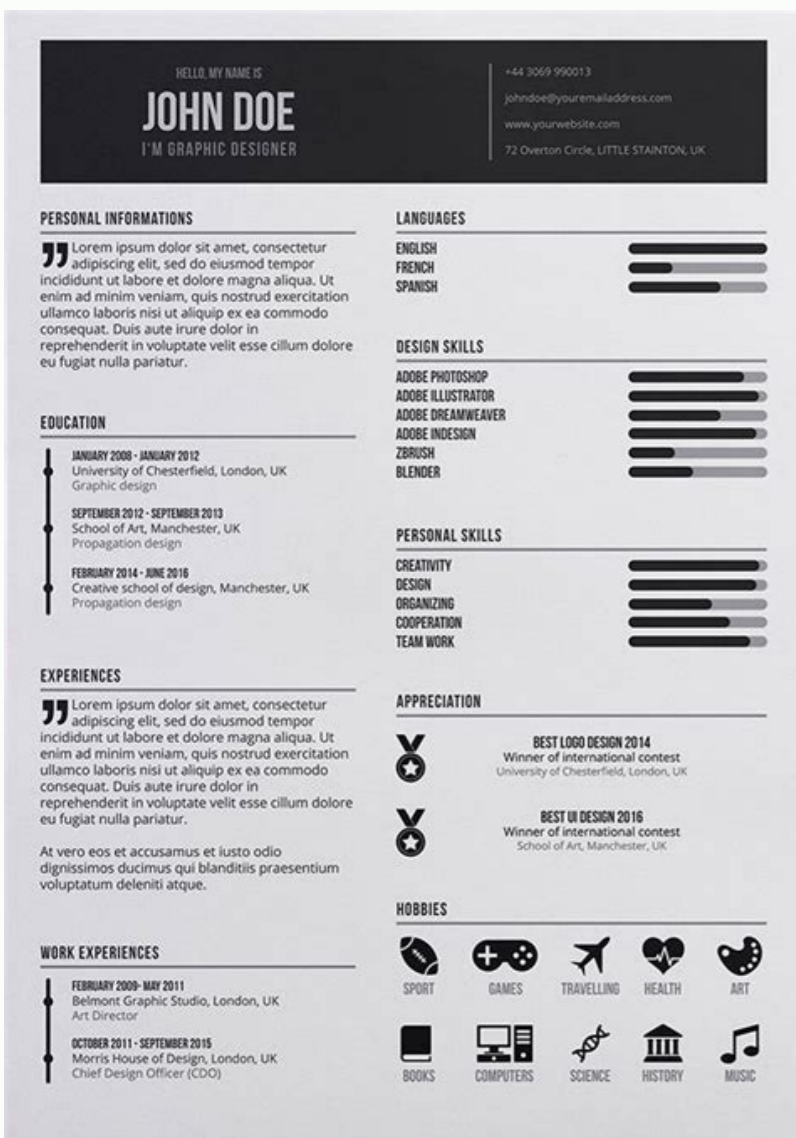 HELLO, MY NAME IS
JOHN DOE
I'M GRAPHIC DESIGNER
+44 3069 990013
johndoe@youremailaddress.com
www.yourwebsite.com
72 Overton Circle, LITTLE STAINTON, UK
PERSONAL INFORMATIONS
” Lorem ipsum dolor sit amet, consectetur
adipiscing elit, sed do eiusmod tempor
incididunt ut labore et dolore magna aliqua. Ut
enim ad minim veniam, quis nostrud exercitation
ullamco laboris nisi ut aliquip ex ea commodo
consequat. Duis aute irure dolor in
reprehenderit in voluptate velit esse cillum dolore
eu fugiat nulla pariatur.
EDUCATION
JANUARY 2008 - JANUARY 2012
University of Chesterfield, London, UK
Graphic design
SEPTEMBER 2012 - SEPTEMBER 2013
School of Art, Manchester, UK
Propagation design
FEBRUARY 2014 - JUNE 2016
Creative school of design, Manchester, UK
Propagation design
EXPERIENCES
” Lorem ipsum dolor sit amet, consectetur
adipiscing elit, sed do eiusmod tempor
incididunt ut labore et dolore magna aliqua. Ut
enim ad minim veniam, quis nostrud exercitation
ullamco laboris nisi ut aliquip ex ea commodo
consequat. Duis aute irure dolor in
reprehenderit in voluptate velit esse cillum dolore
eu fugiat nulla pariatur.
At vero eos et accusamus et iusto odio
dignissimos ducimus qui blanditiis praesentium
voluptatum deleniti atque.
WORK EXPERIENCES
FEBRUARY 2009- MAY 2011
Belmont Graphic Studio, London, UK
Art Director
OCTOBER 2011 - SEPTEMBER 2015
Morris House of Design, London, UK
Chief Design Officer (CDO)
LANGUAGES
ENGLISH
FRENCH
SPANISH
DESIGN SKILLS
ADOBE PHOTOSHOP
ADOBE ILLUSTRATOR
ADOBE DREAMWEAVER
ADOBE INDESIGN
ZBRUSH
BLENDER
PERSONAL SKILLS
CREATIVITY
DESIGN
ORGANIZING
COOPERATION
TEAM WORK
APPRECIATION
BEST LOGO DESIGN 2014
Winner of international contest
University of Chesterfield, London, UK
BEST UI DESIGN 2016
Winner of international contest
School of Art, Manchester, UK
HOBBIES
SPORT GAMES TRAVELLING HEALTH ART
BOOKS COMPUTERS SCIENCE HISTORY MUSIC